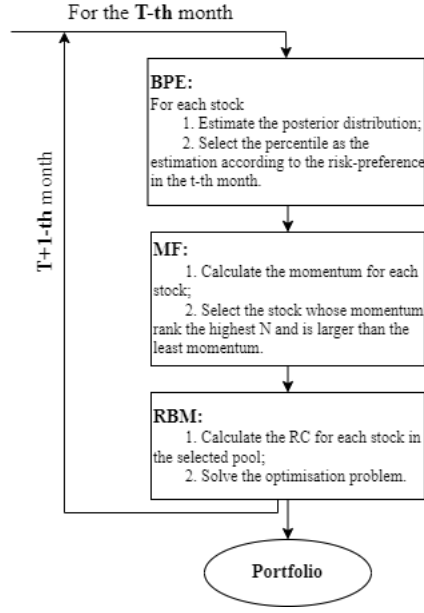 For the T-th month
BPE:
For each stock
1. Estimate the posterior distribution;
2. Select the percentile as the
estimation according to the risk-preference
in the t-th month.
T+1-th month
MF:
1. Calculate the momentum for each
stock;
2. Select the stock whose momentum
rank the highest N and is larger than the
least momentum.
RBM:
1. Calculate the RC for each stock in
the selected pool;
2. Solve the optimisation problem.
Portfolio